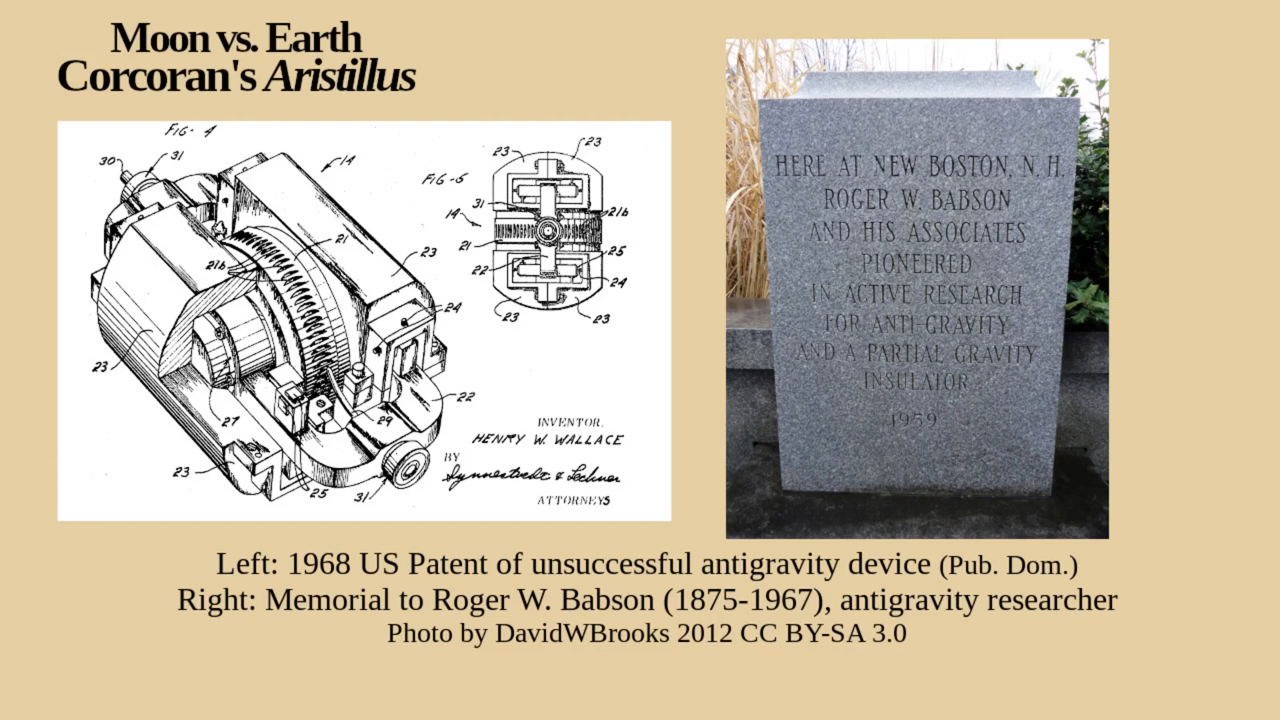 Moon vs. Earth
Corcoran's Aristillus
FIG- 4
30
31
14
21
21b
23
24
22
23
27
29
23
25
31
FIG-5
23
23
31
21b
14
21
25
22
24
23
23
INVENTOR.
HENRY W. WALLACE
BY
Synnestvedt & Lechner
ATTORNEYS
HERE AT NEW BOSTON, N. H.
ROGER W. BABSON
AND HIS ASSOCIATES
PIONEERED
IN ACTIVE RESEARCH
FOR ANTI-GRAVITY
AND A PARTIAL GRAVITY
INSULATOR
1959
Left: 1968 US Patent of unsuccessful antigravity device (Pub. Dom.)
Right: Memorial to Roger W. Babson (1875-1967), antigravity researcher
Photo by DavidWBrooks 2012 CC BY-SA 3.0